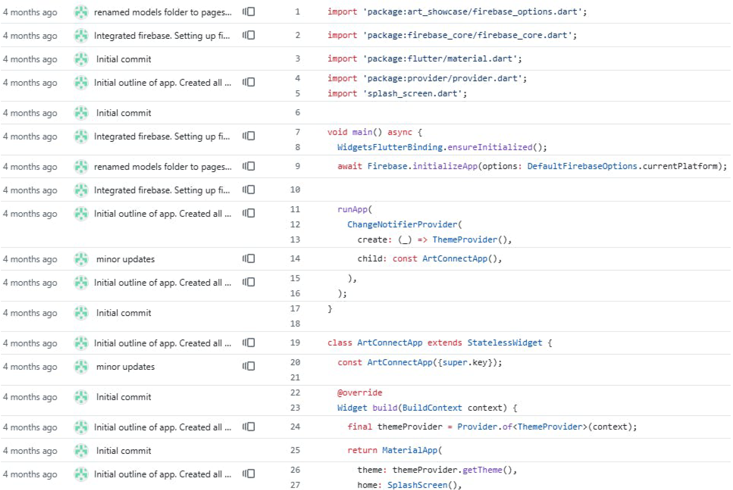 4 months ago renamed models folder to pages... 1 import 'package:art_showcase/firebase_options.dart';
4 months ago Integrated firebase. Setting up fi... 2 import 'package:firebase_core/firebase_core.dart';
4 months ago Initial commit 3 import 'package:flutter/material.dart';
4 months ago Initial outline of app. Created all ... 4 import 'package:provider/provider.dart';
5 import 'splash_screen.dart';
4 months ago Initial commit 6
4 months ago Integrated firebase. Setting up fi... 7 void main() async {
8 WidgetsFlutterBinding.ensureInitialized();
4 months ago renamed models folder to pages... 9 await Firebase.initializeApp(options: DefaultFirebaseOptions.currentPlatform);
4 months ago Integrated firebase. Setting up fi... 10
4 months ago Initial outline of app. Created all ... 11 runApp(
12 ChangeNotifierProvider(
13 create: (_) => ThemeProvider(),
4 months ago minor updates 14 child: const ArtConnectApp(),
4 months ago Initial outline of app. Created all ... 15 ),
16 );
4 months ago Initial commit 17 }
18
4 months ago Initial outline of app. Created all ... 19 class ArtConnectApp extends StatelessWidget {
4 months ago minor updates 20 const ArtConnectApp({super.key});
21
4 months ago Initial commit 22 @override
23 Widget build(BuildContext context) {
4 months ago Initial outline of app. Created all ... 24 final themeProvider = Provider.of<ThemeProvider>(context);
4 months ago Initial commit 25 return MaterialApp(
4 months ago Initial outline of app. Created all ... 26 theme: themeProvider.getTheme(),
27 home: SplashScreen(),